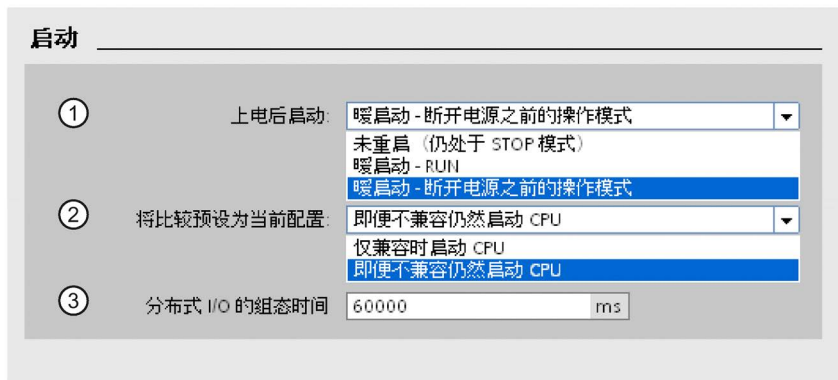 启动
① 上电后启动: 暖启动 - 断开电源之前的操作模式
未重启（仍处于 STOP 模式）
暖启动 - RUN
暖启动 - 断开电源之前的操作模式
② 将比较预设为当前配置: 即便不兼容仍然启动 CPU
仅兼容时启动 CPU
即便不兼容仍然启动 CPU
③ 分布式 I/O 的组态时间 60000 ms